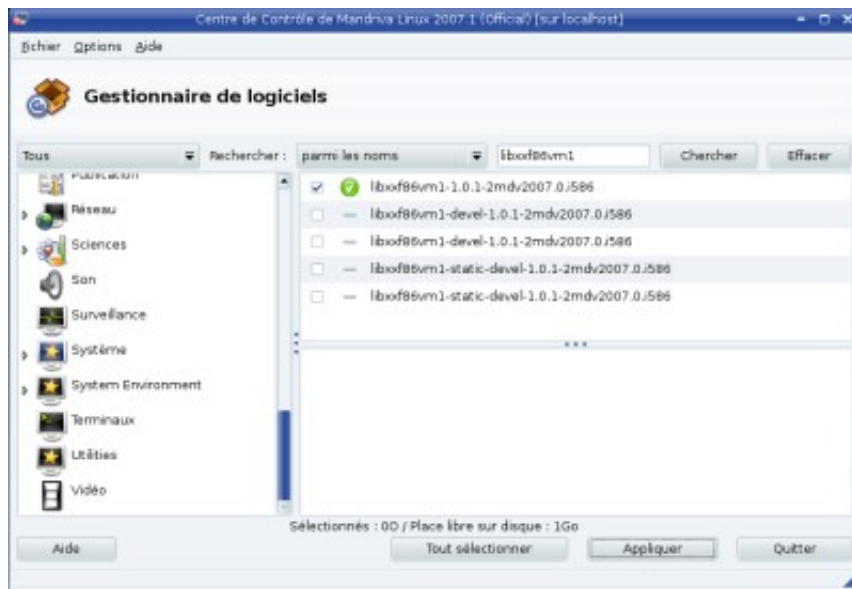 Centre de Contrôle de Mandriva Linux 2007.1 (Official) [sur localhost]
Fichier Options Aide
Gestionnaire de logiciels
Tous Rechercher : parmi les noms libxxf86vm1 Chercher Effacer
Publication
Réseau
Sciences
Son
Surveillance
Système
System Environment
Terminaux
Utilities
Vidéo
libxxf86vm1-1.0.1-2mdv2007.0.i586
libxxf86vm1-devel-1.0.1-2mdv2007.0.i586
libxxf86vm1-devel-1.0.1-2mdv2007.0.i586
libxxf86vm1-static-devel-1.0.1-2mdv2007.0.i586
libxxf86vm1-static-devel-1.0.1-2mdv2007.0.i586
Sélectionnés : 0O / Place libre sur disque : 1Go
Aide Tout sélectionner Appliquer Quitter